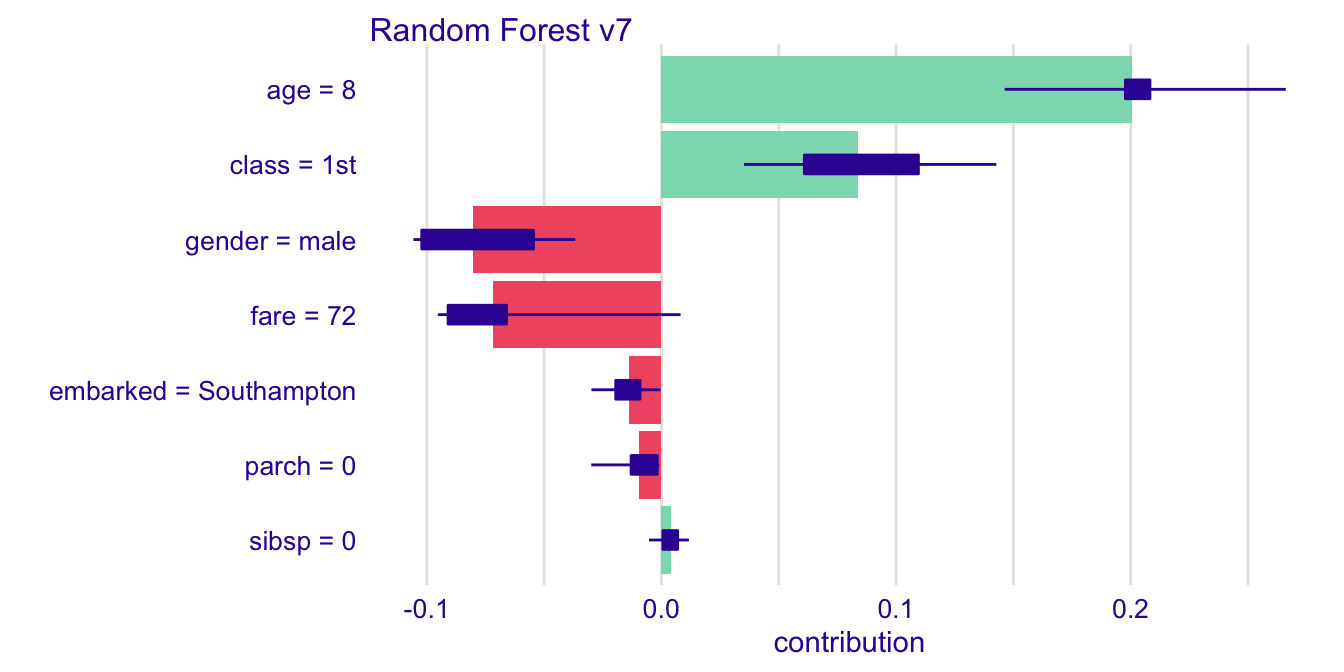 Random Forest v7
age = 8
class = 1st
gender = male
fare = 72
embarked = Southampton
parch = 0
sibsp = 0
-0.1 0.0 0.1 0.2
contribution